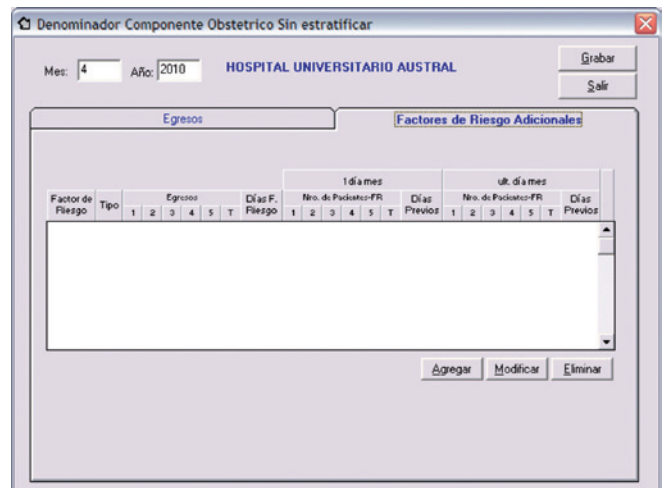 Denominador Componente Obstetrico Sin estratificar
Mes: 4 Año: 2010 HOSPITAL UNIVERSITARIO AUSTRAL
Grabar
Salir
Egresos Factores de Riesgo Adicionales
1 día mes ult. día mes
Factor de Riesgo Tipo Egresos Días F. Riesgo Nro. de Pacientes-FR Días Previos Nro. de Pacientes-FR Días Previos
1 2 3 4 5 T 1 2 3 4 5 T 1 2 3 4 5 T
Agregar Modificar Eliminar